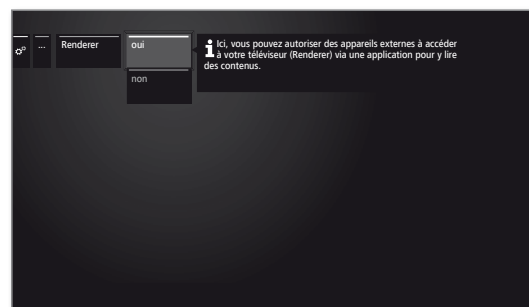 ... Renderer oui
Ici, vous pouvez autoriser des appareils externes à accéder
à votre téléviseur (Renderer) via une application pour y lire
des contenus.
non